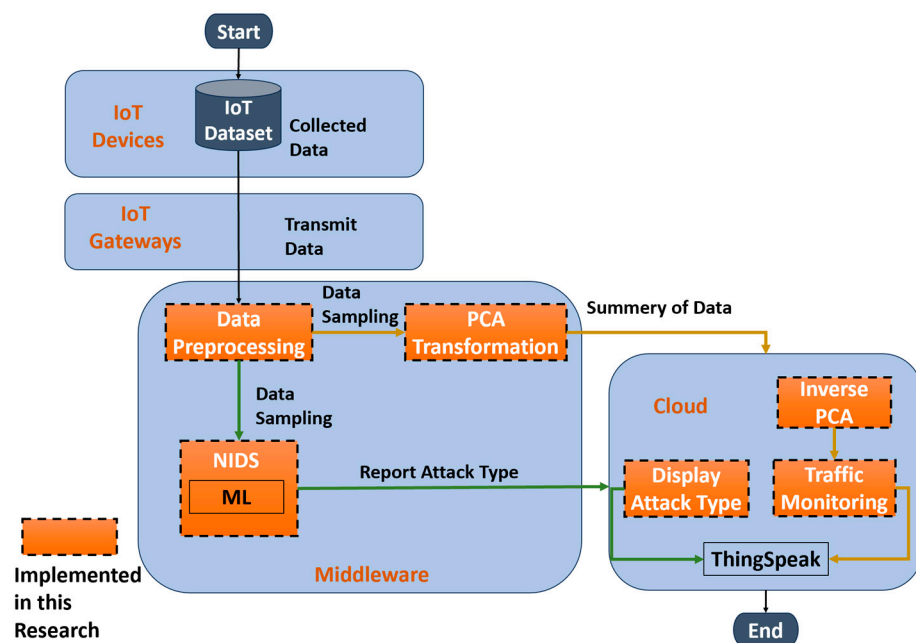 Start
IoT
Dataset
IoT
Devices
Collected
Data
IoT
Gateways
Transmit
Data
Data
Preprocessing
Data
Sampling
PCA
Transformation
Summery of Data
Data
Sampling
NIDS
ML
Report Attack Type
Middleware
Cloud
Inverse
PCA
Display
Attack Type
Traffic
Monitoring
ThingSpeak
End
Implemented
in this
Research